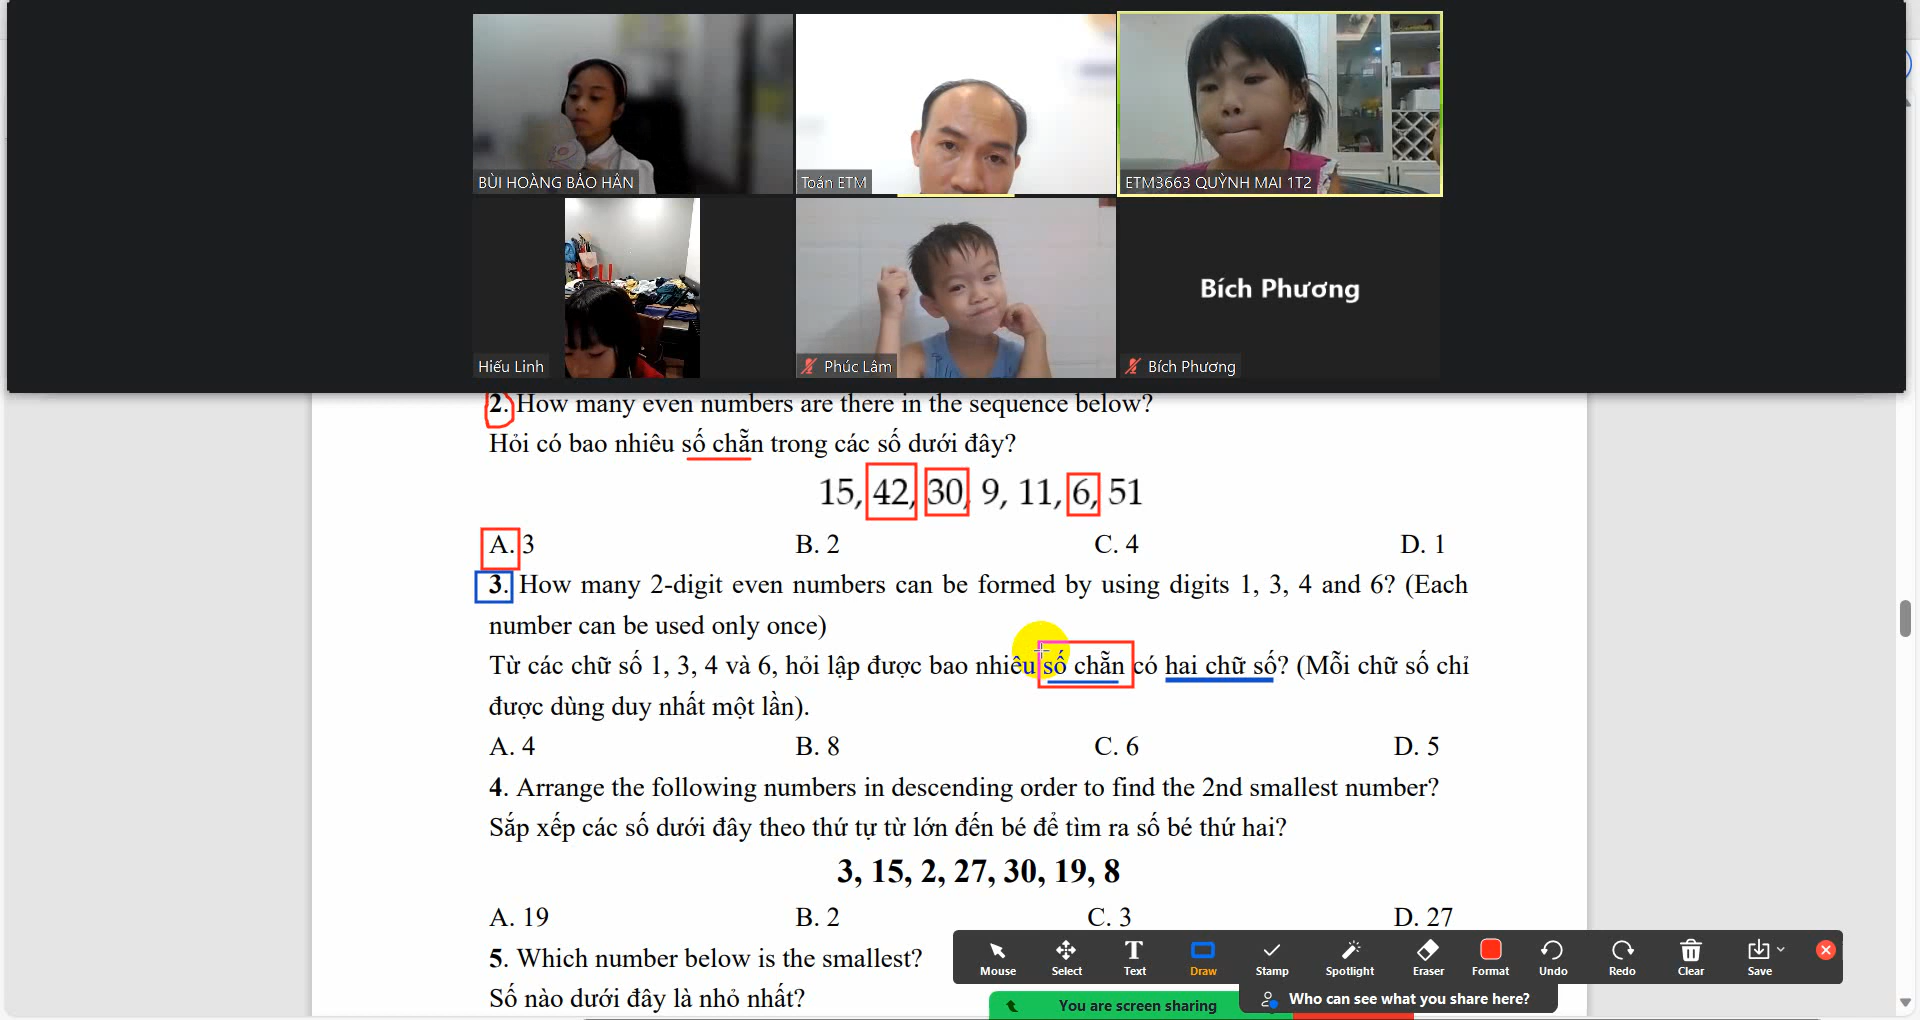 BÙI HOÀNG BẢO HÂN
Toán ETM
ETM3663 QUỲNH MAI 1T2
Hiếu Linh
Phúc Lâm
Bích Phương
Bích Phương
2. How many even numbers are there in the sequence below?
Hỏi có bao nhiêu số chẵn trong các số dưới đây?
15, 42, 30, 9, 11, 6, 51
A. 3 B. 2 C. 4 D. 1
3. How many 2-digit even numbers can be formed by using digits 1, 3, 4 and 6? (Each
number can be used only once)
Từ các chữ số 1, 3, 4 và 6, hỏi lập được bao nhiêu số chẵn có hai chữ số? (Mỗi chữ số chỉ
được dùng duy nhất một lần).
A. 4 B. 8 C. 6 D. 5
4. Arrange the following numbers in descending order to find the 2nd smallest number?
Sắp xếp các số dưới đây theo thứ tự từ lớn đến bé để tìm ra số bé thứ hai?
3, 15, 2, 27, 30, 19, 8
A. 19 B. 2 C. 3 D. 27
5. Which number below is the smallest?
Số nào dưới đây là nhỏ nhất?
Mouse Select Text Draw Stamp Spotlight Eraser Format Undo Redo Clear Save
You are screen sharing
Who can see what you share here?